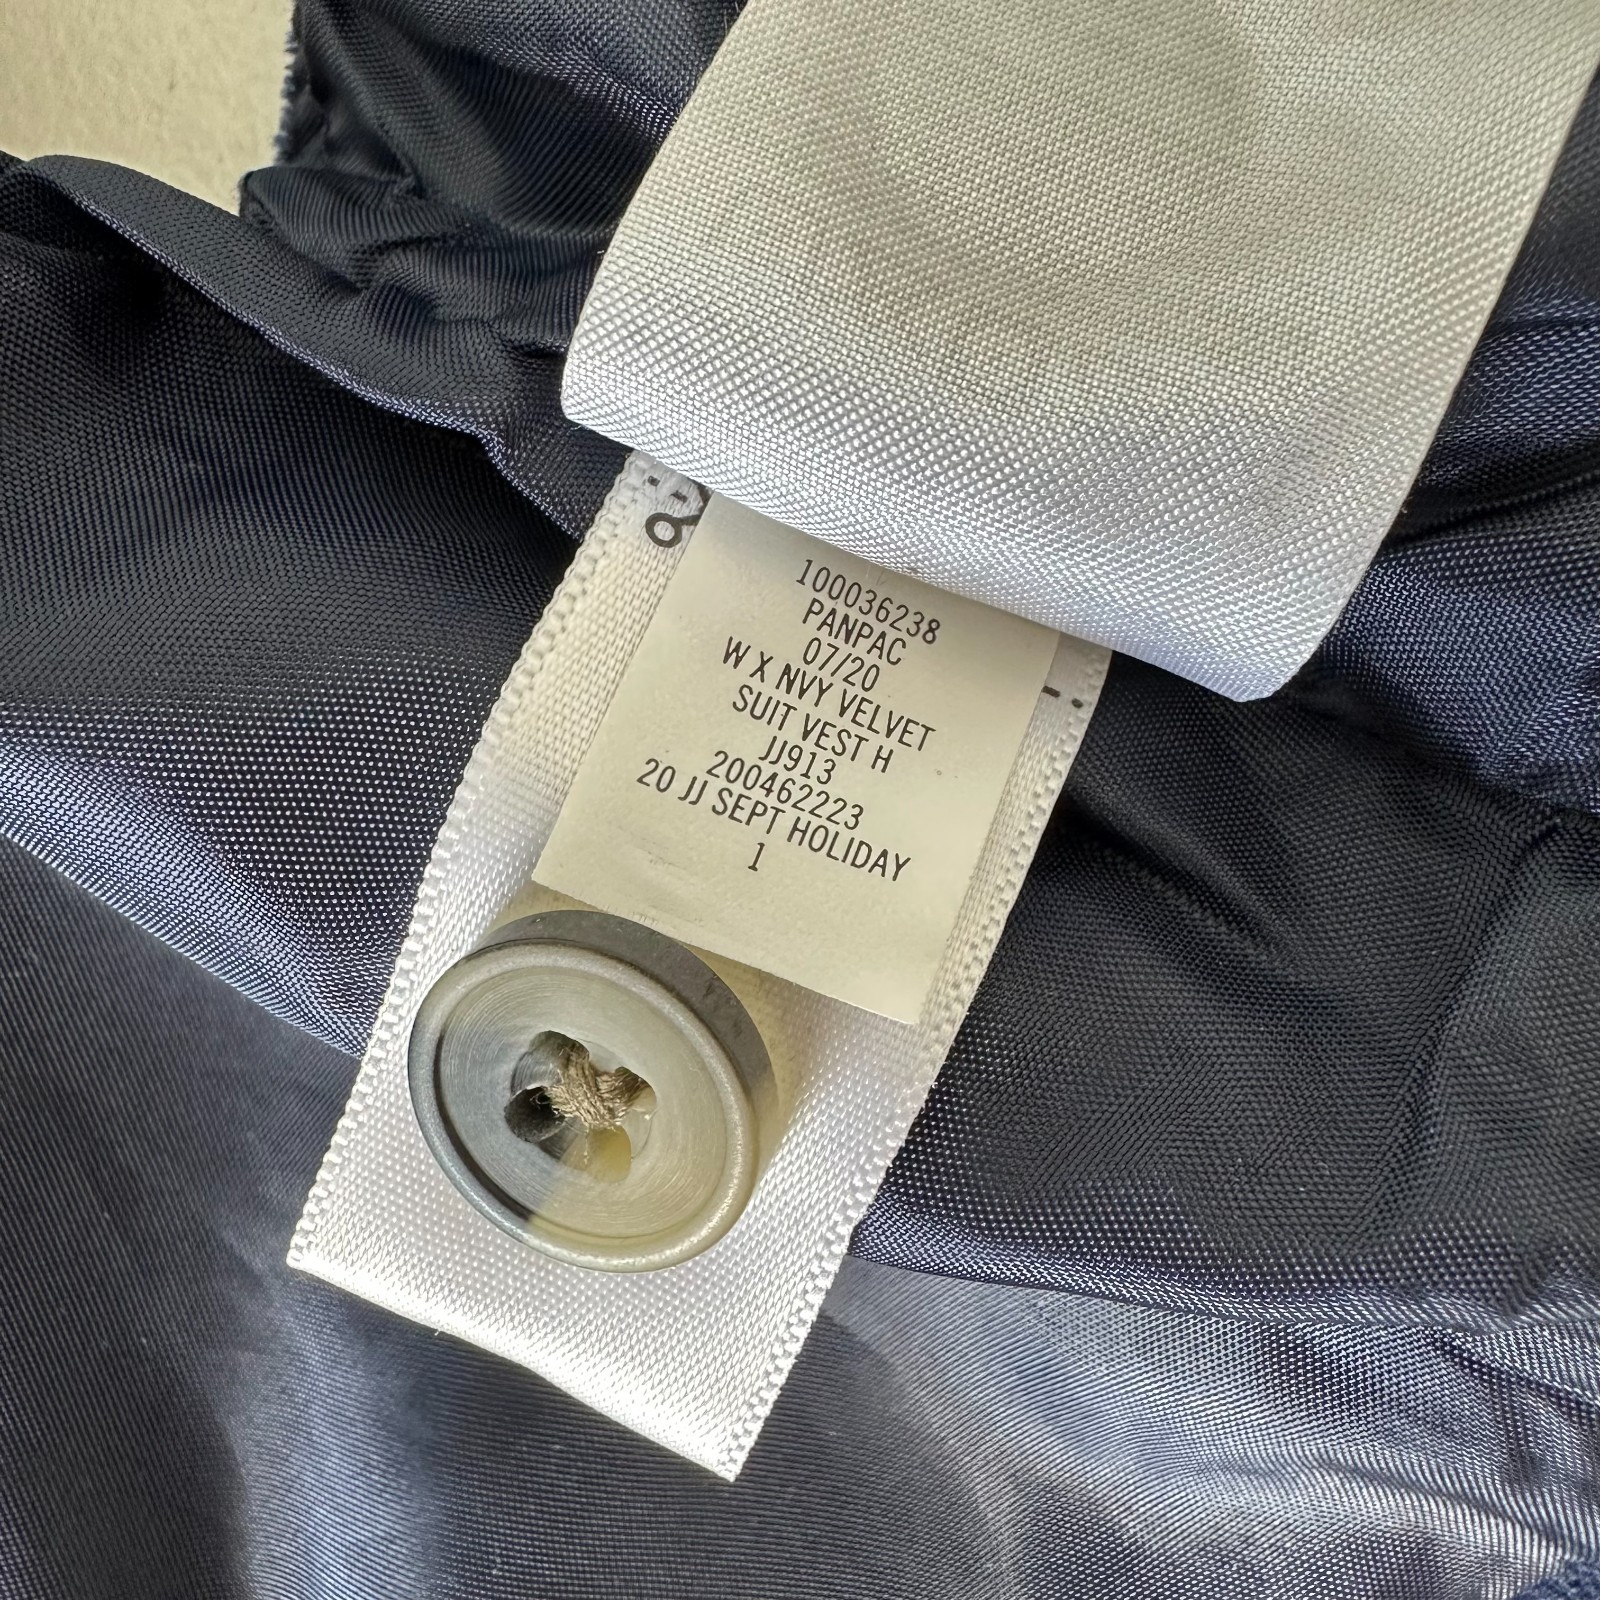 100036238
PANPAC
07/20
W X NVY VELVET
SUIT VEST H
JJ913
200462223
20 JJ SEPT HOLIDAY
1